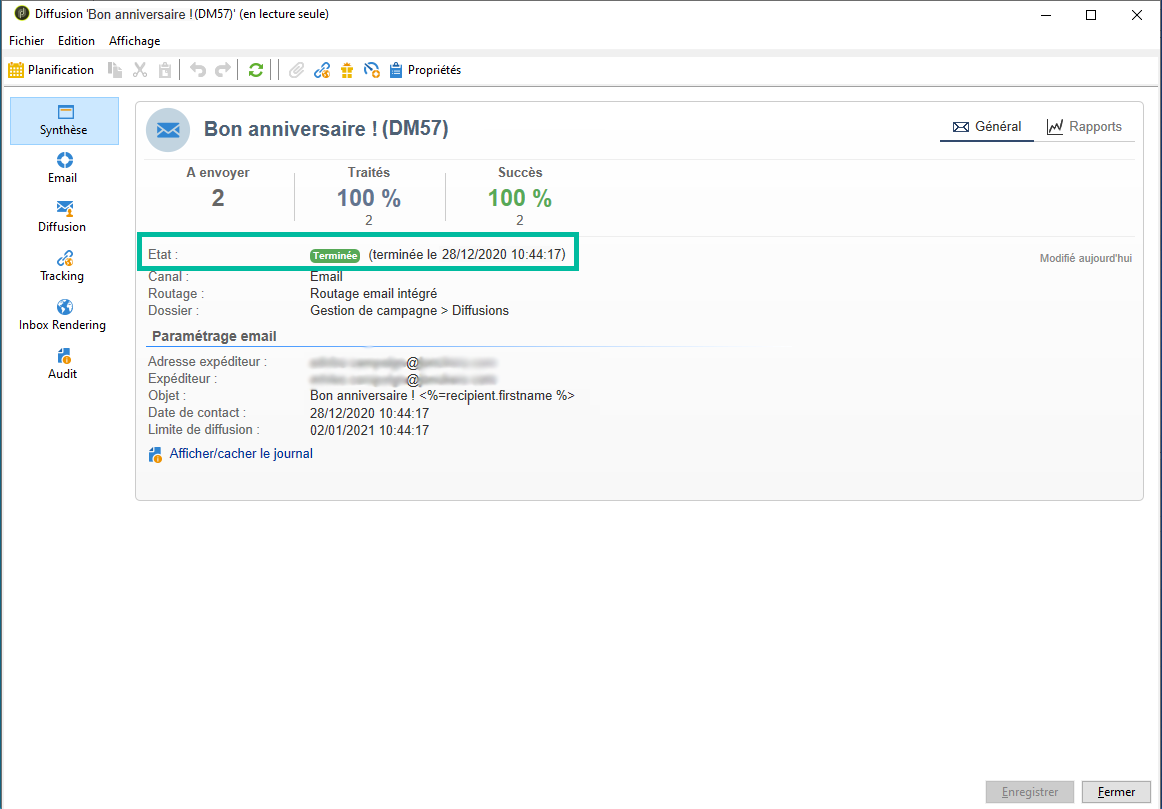 Diffusion 'Bon anniversaire ! (DM57)' (en lecture seule)
Fichier Edition Affichage
Planification Propriétés
Synthèse
Email
Diffusion
Tracking
Inbox Rendering
Audit
Bon anniversaire ! (DM57)
Général Rapports
A envoyer Traités Succès
2 100 % 100 %
2 2
Etat : Terminée (terminée le 28/12/2020 10:44:17)
Modifié aujourd'hui
Canal : Email
Routage : Routage email intégré
Dossier : Gestion de campagne > Diffusions
Paramétrage email
Adresse expéditeur : @
Expéditeur : @
Objet : Bon anniversaire ! <%=recipient.firstname %>
Date de contact : 28/12/2020 10:44:17
Limite de diffusion : 02/01/2021 10:44:17
Afficher/cacher le journal
Enregistrer Fermer